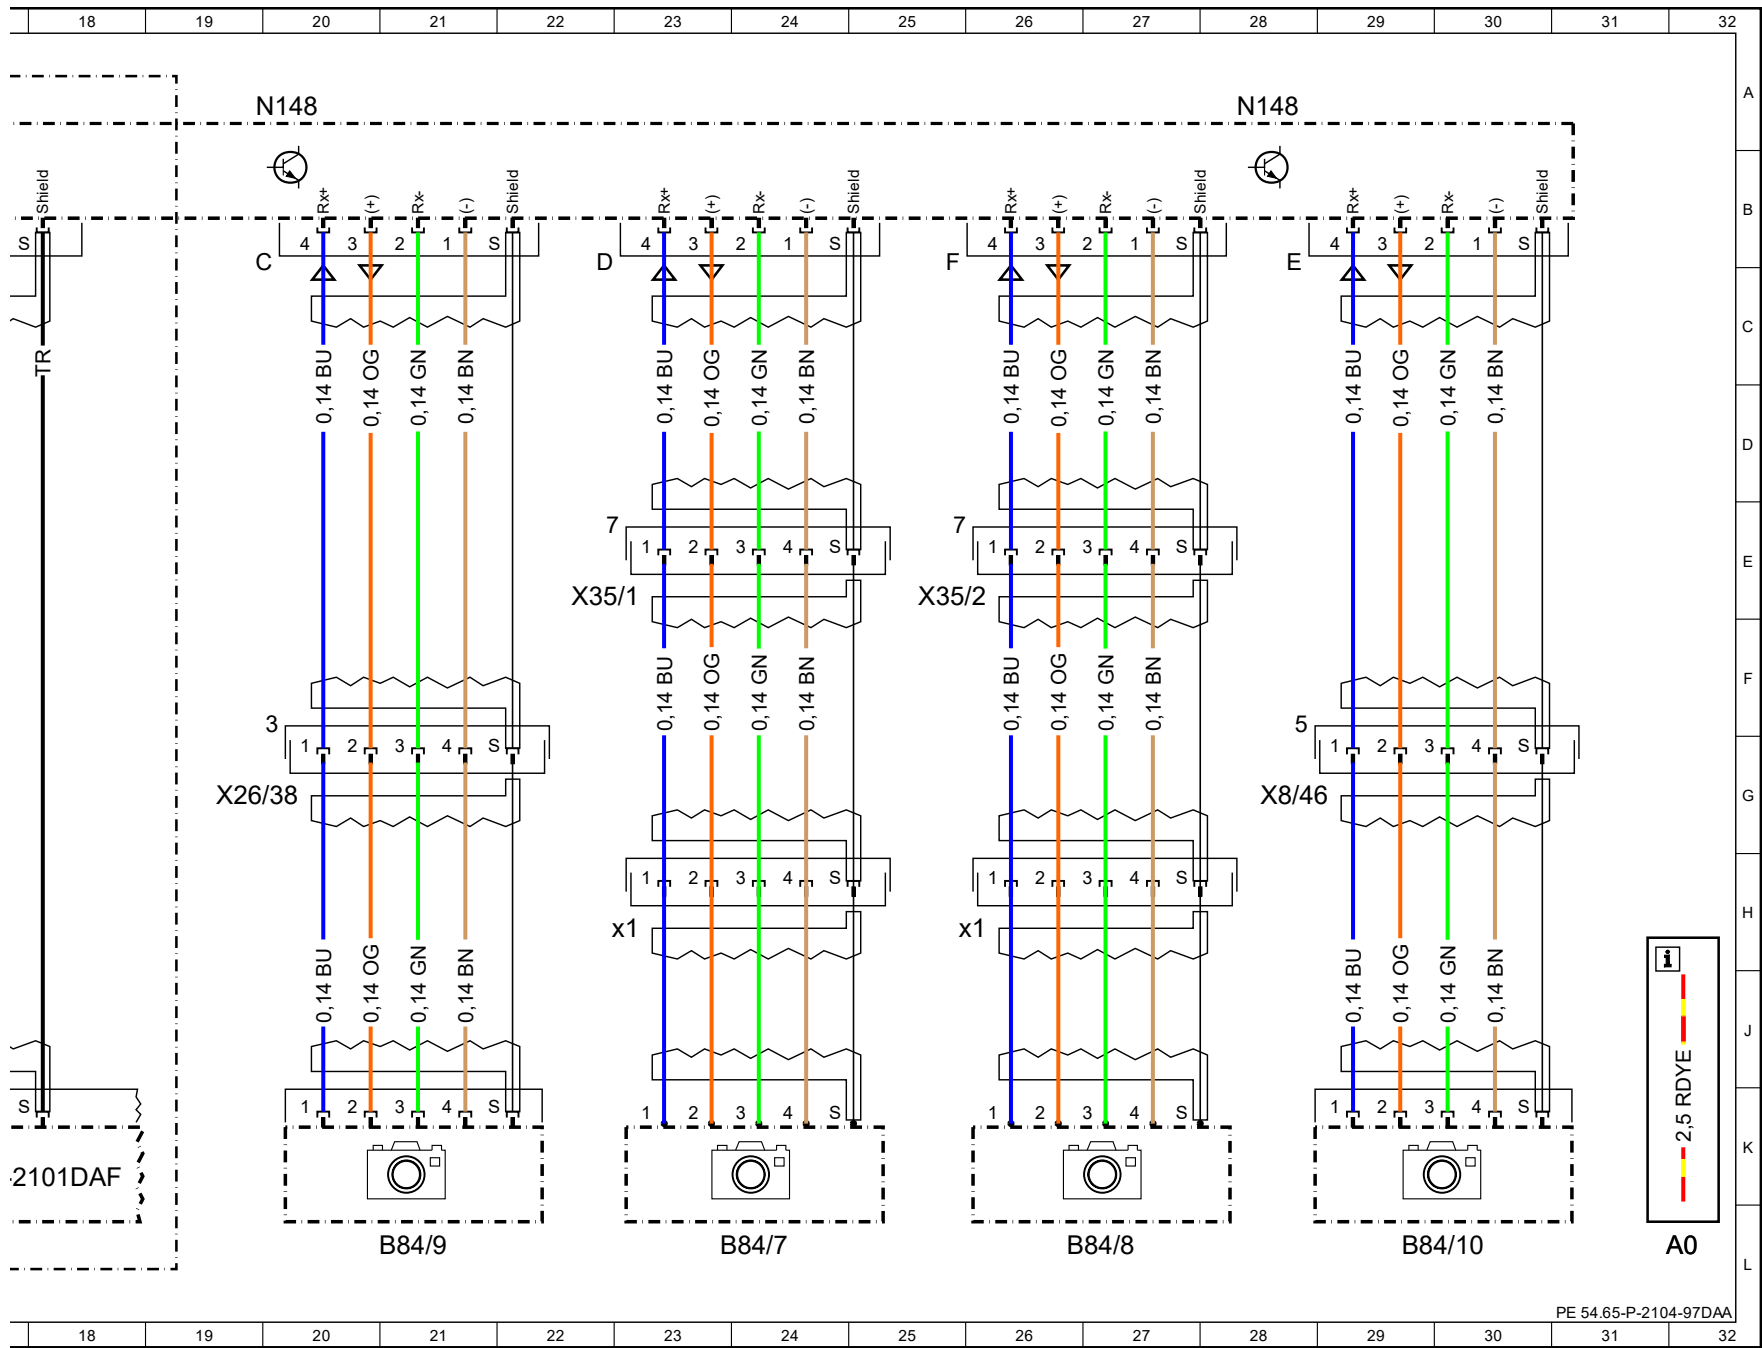 18 19 20 21 22 23 24 25 26 27 28 29 30 31 32
A
N148 N148
Shield Rx+ (+) Rx- (-) Shield Rx+ (+) Rx- (-) Shield Rx+ (+) Rx- (-) Shield Rx+ (+) Rx- (-) Shield
B
S 4 3 2 1 S 4 3 2 1 S 4 3 2 1 S 4 3 2 1 S
C D F E
C
TR 0,14 BU 0,14 OG 0,14 GN 0,14 BN 0,14 BU 0,14 OG 0,14 GN 0,14 BN 0,14 BU 0,14 OG 0,14 GN 0,14 BN 0,14 BU 0,14 OG 0,14 GN 0,14 BN
D
7 7
1 2 3 4 S 1 2 3 4 S
E
X35/1 X35/2
0,14 BU 0,14 OG 0,14 GN 0,14 BN 0,14 BU 0,14 OG 0,14 GN 0,14 BN
F
3 5
1 2 3 4 S 1 2 3 4 S
X26/38 X8/46
G
1 2 3 4 S 1 2 3 4 S
H
x1 x1
0,14 BU 0,14 OG 0,14 GN 0,14 BN 0,14 BU 0,14 OG 0,14 GN 0,14 BN
i
J
2,5 RDYE
S 1 2 3 4 S 1 2 3 4 S 1 2 3 4 S 1 2 3 4 S
K
-2101DAF
B84/9 B84/7 B84/8 B84/10 A0
L
PE 54.65-P-2104-97DAA
18 19 20 21 22 23 24 25 26 27 28 29 30 31 32